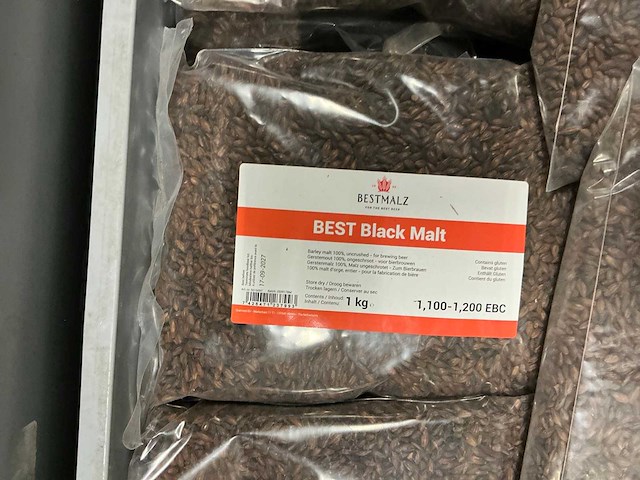 BESTMALZ
FOR THE BEST BEER
BEST Black Malt
Barley malt 100%, uncrushed - for brewing beer
Gerstemout 100%, ongeschroot - voor bierbrouwen
Gerstenmalz 100%, Malz ungeschrotet - Zum Bierbrauen
100% malt d'orge, entier - pour la fabrication de bière
Contains gluten
Bevat gluten
Enthält Gluten
Contient du gluten
Store dry / Droog bewaren
Trocken lagern / Conserver au sec
Contents / Inhoud
Inhalt / Contenu
1 kg e
1,100-1,200 EBC
17-09-2027